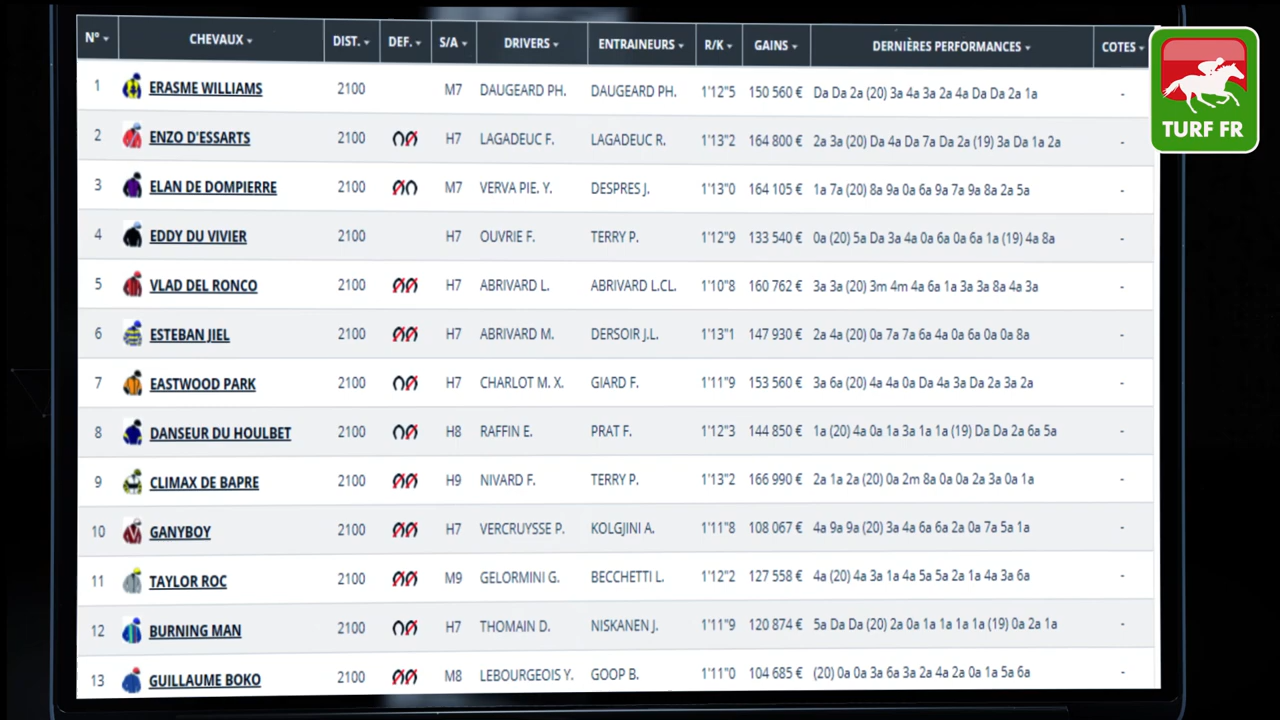 N° CHEVAUX DIST. DEF. S/A DRIVERS ENTRAINEURS R/K GAINS DERNIÈRES PERFORMANCES COTES
1 ERASME WILLIAMS 2100 M7 DAUGEARD PH. DAUGEARD PH. 1'12"5 150 560 € Da Da 2a (20) 3a 4a 3a 2a 4a Da Da 2a 1a -
2 ENZO D'ESSARTS 2100 H7 LAGADEUC F. LAGADEUC R. 1'13"2 164 800 € 2a 3a (20) Da 4a Da 7a Da 2a (19) 3a Da 1a 2a -
3 ELAN DE DOMPIERRE 2100 M7 VERVA PIE. Y. DESPRES J. 1'13"0 164 105 € 1a 7a (20) 8a 9a 0a 6a 9a 7a 9a 8a 2a 5a -
4 EDDY DU VIVIER 2100 H7 OUVRIE F. TERRY P. 1'12"9 133 540 € 0a (20) 5a Da 3a 4a 0a 6a 0a 6a 1a (19) 4a 8a -
5 VLAD DEL RONCO 2100 H7 ABRIVARD L. ABRIVARD L.CL. 1'10"8 160 762 € 3a 3a (20) 3m 4m 4a 6a 1a 3a 3a 8a 4a 3a -
6 ESTEBAN JIEL 2100 H7 ABRIVARD M. DERSOIR J.L. 1'13"1 147 930 € 2a 4a (20) 0a 7a 7a 6a 4a 0a 6a 0a 0a 8a -
7 EASTWOOD PARK 2100 H7 CHARLOT M. X. GIARD F. 1'11"9 153 560 € 3a 6a (20) 4a 4a 0a Da 4a 3a Da 2a 3a 2a -
8 DANSEUR DU HOULBET 2100 H8 RAFFIN E. PRAT F. 1'12"3 144 850 € 1a (20) 4a 0a 1a 3a 1a 1a (19) Da Da 2a 6a 5a -
9 CLIMAX DE BAPRE 2100 H9 NIVARD F. TERRY P. 1'13"2 166 990 € 2a 1a 2a (20) 0a 2m 8a 0a 0a 2a 3a 0a 1a -
10 GANYBOY 2100 H7 VERCRUYSSE P. KOLGJINI A. 1'11"8 108 067 € 4a 9a 9a (20) 3a 4a 6a 6a 2a 0a 7a 5a 1a -
11 TAYLOR ROC 2100 M9 GELORMINI G. BECCHETTI L. 1'12"2 127 558 € 4a (20) 4a 3a 1a 4a 5a 5a 2a 1a 4a 3a 6a -
12 BURNING MAN 2100 H7 THOMAIN D. NISKANEN J. 1'11"9 120 874 € 5a Da Da (20) 2a 0a 1a 1a 1a 1a (19) 0a 2a 1a -
13 GUILLAUME BOKO 2100 M8 LEBOURGEOIS Y. GOOP B. 1'11"0 104 685 € (20) 0a 0a 3a 6a 3a 2a 4a 2a 0a 1a 5a 6a -
TURF FR